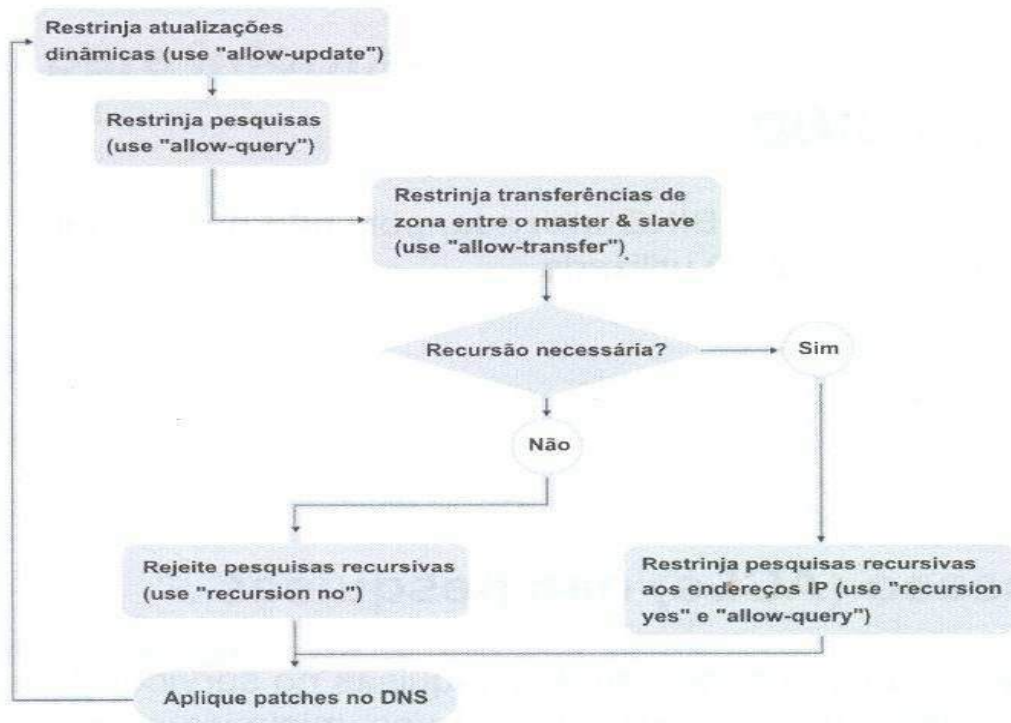 Restrinja atualizações
dinâmicas (use "allow-update")
Restrinja pesquisas
(use "allow-query")
Restrinja transferências de
zona entre o master & slave
(use "allow-transfer")
Recursão necessária?
Sim
Não
Rejeite pesquisas recursivas
(use "recursion no")
Restrinja pesquisas recursivas
aos endereços IP (use "recursion
yes" e "allow-query")
Aplique patches no DNS